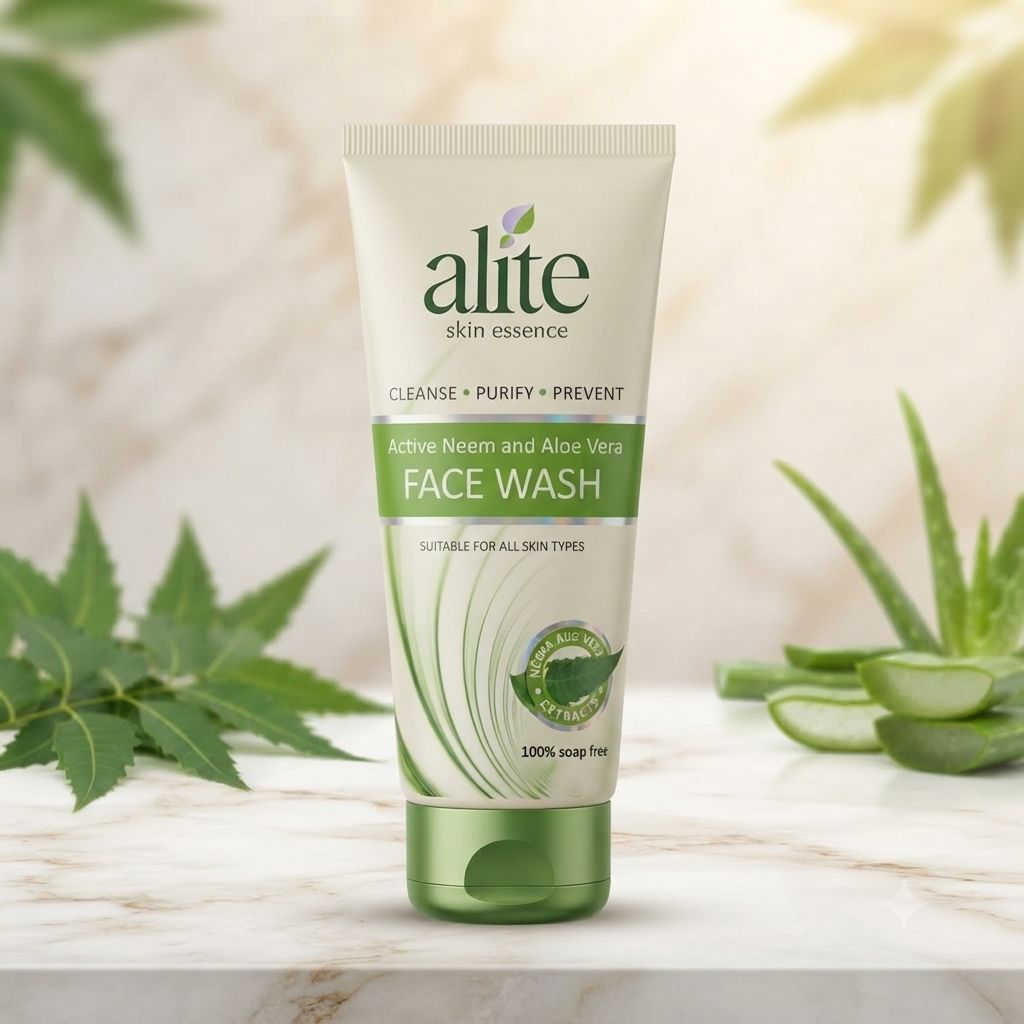 alite
skin essence
CLEANSE • PURIFY • PREVENT
Active Neem and Aloe Vera
FACE WASH
SUITABLE FOR ALL SKIN TYPES
100% soap free